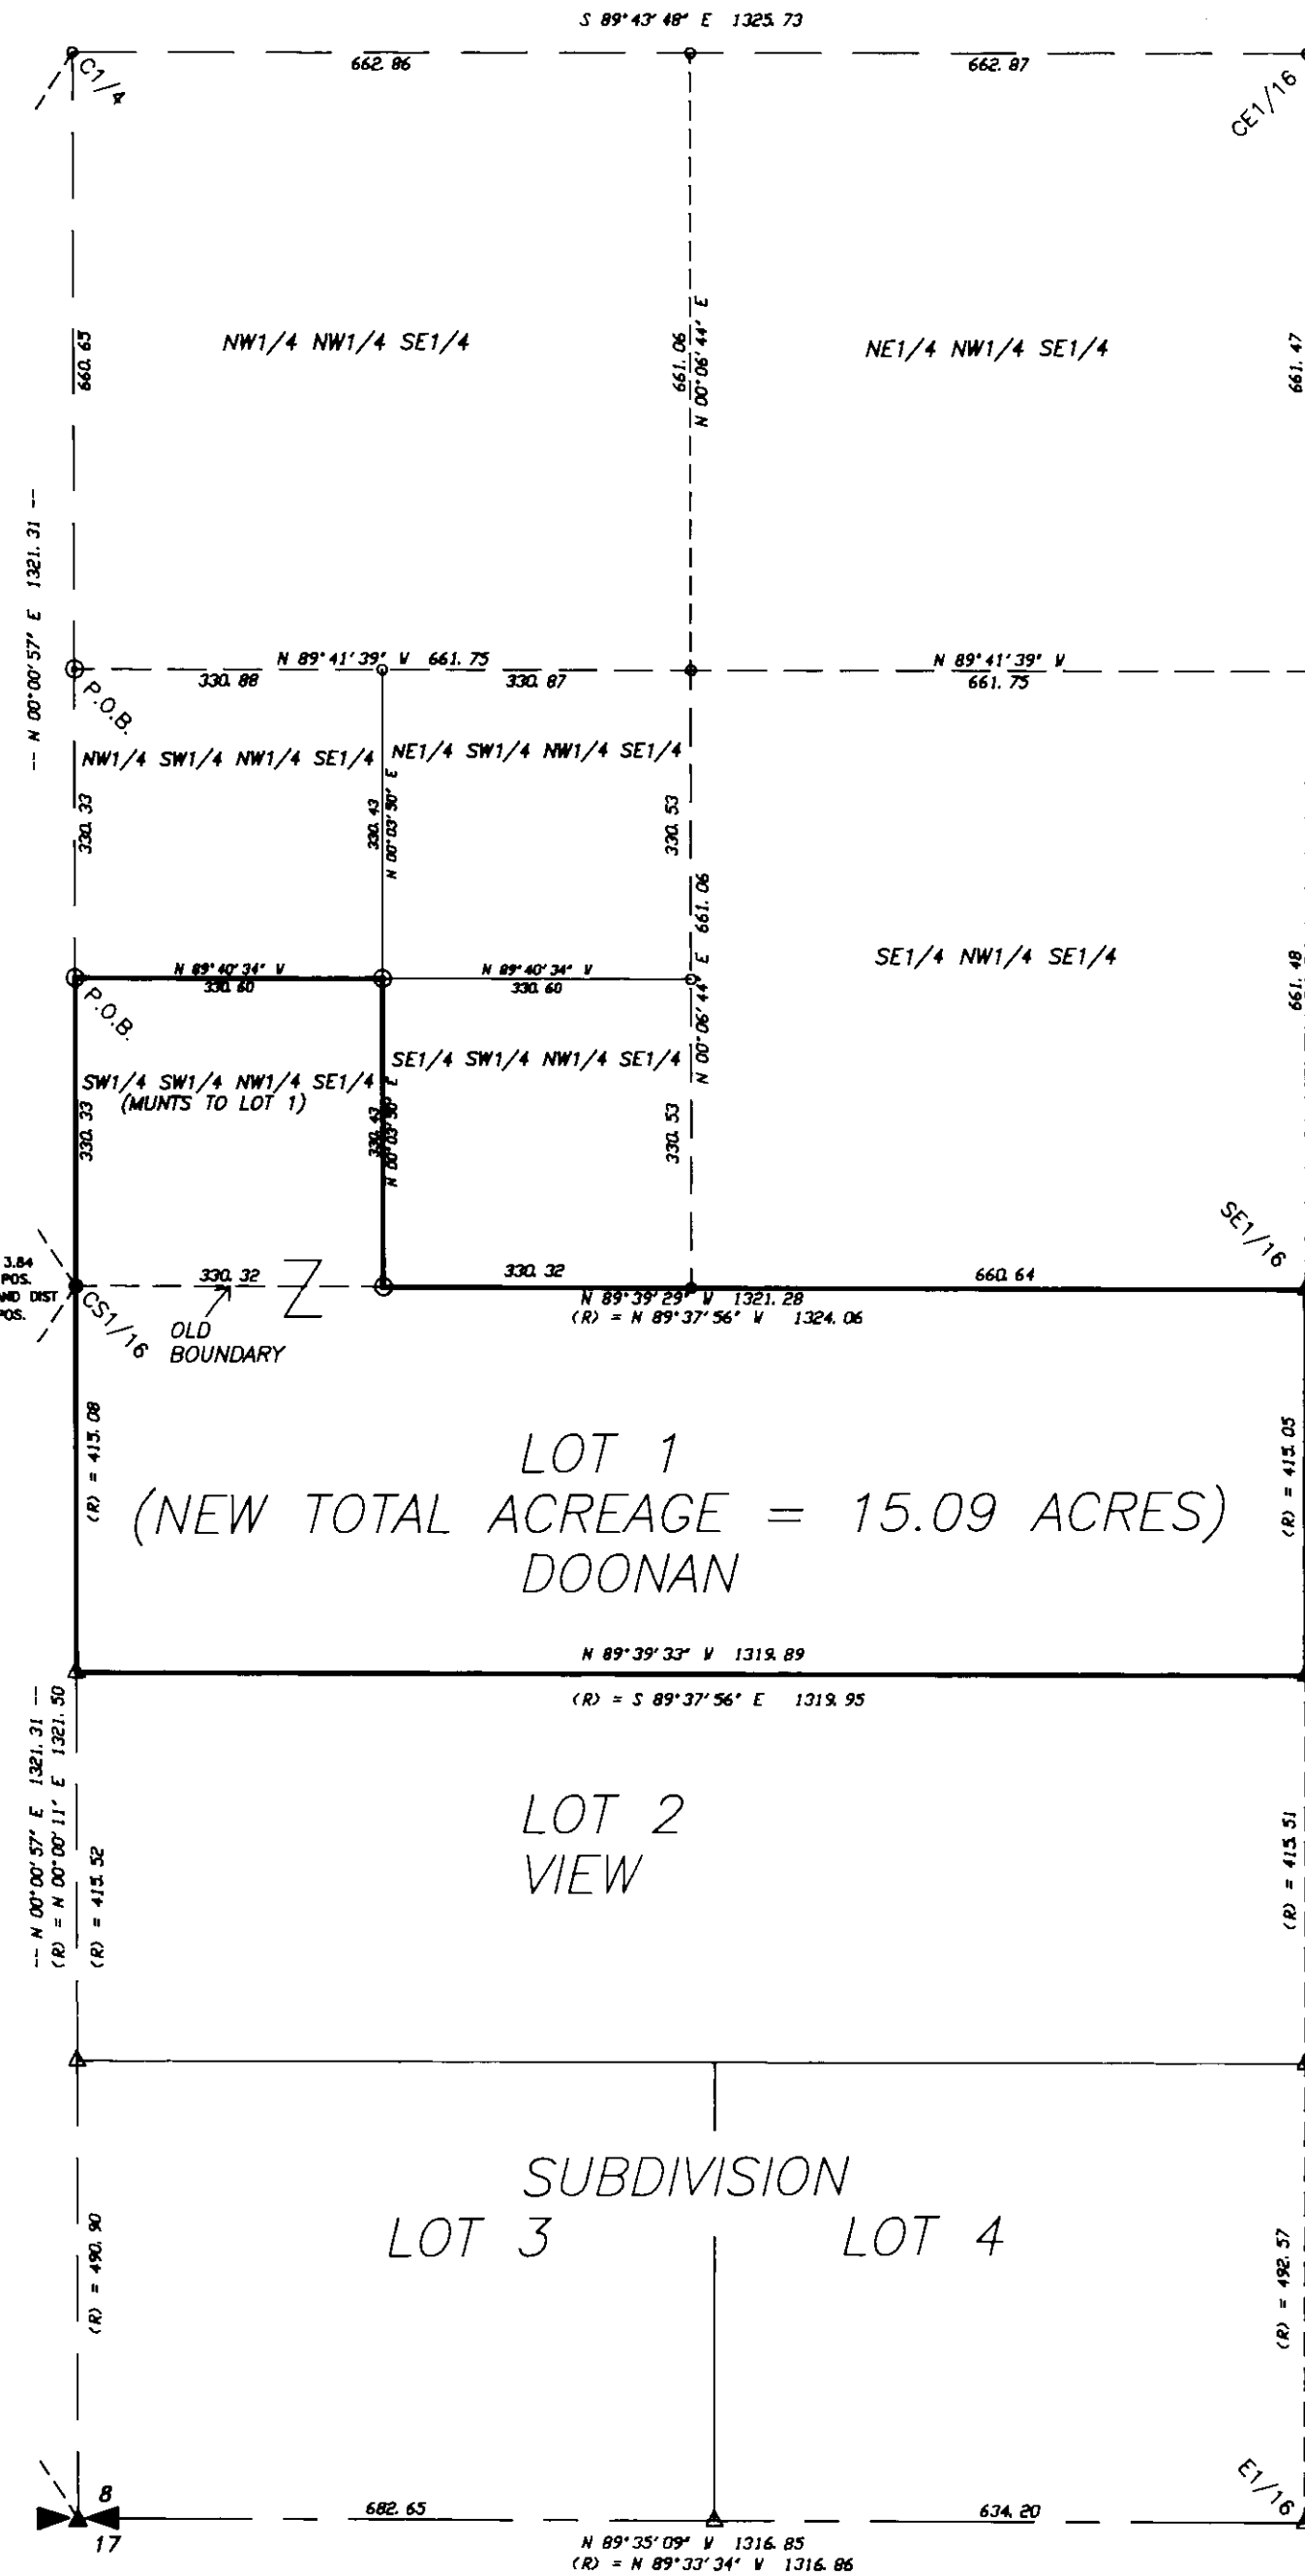 S 89°43'48" E 1325.73
662.86
662.87
C1/4
CE1/16
660.65
NW1/4 NW1/4 SE1/4
661.06
N 00°06'44" E
NE1/4 NW1/4 SE1/4
661.47
-- N 00°00'57" E 1321.31 --
N 89°41'39" W 661.75
330.88
330.87
N 89°41'39" W
661.75
P.O.B.
NW1/4 SW1/4 NW1/4 SE1/4
NE1/4 SW1/4 NW1/4 SE1/4
330.33
330.43
N 00°03'50" E
330.53
N 00°06'44" E 661.06
SE1/4 NW1/4 SE1/4
661.48
N 89°40'34" W
330.60
N 89°40'34" W
330.60
P.O.B.
SW1/4 SW1/4 NW1/4 SE1/4
(MUNTS TO LOT 1)
SE1/4 SW1/4 NW1/4 SE1/4
330.33
330.43
N 00°03'50" E
330.53
SE1/16
3.84
POS.
AND DIST
POS.
CS1/16
330.32
330.32
660.64
OLD
BOUNDARY
N 89°39'29" W 1321.28
(R) = N 89°37'56" W 1324.06
(R) = 415.08
(R) = 415.05
LOT 1
(NEW TOTAL ACREAGE = 15.09 ACRES)
DOONAN
N 89°39'33" W 1319.89
(R) = S 89°37'56" E 1319.95
-- N 00°00'57" E 1321.31 --
(R) = N 00°00'11" E 1321.50
(R) = 415.52
LOT 2
VIEW
(R) = 415.51
SUBDIVISION
LOT 3
LOT 4
(R) = 490.90
(R) = 492.57
E1/16
8
17
682.65
634.20
N 89°35'09" W 1316.85
(R) = N 89°33'34" W 1316.86